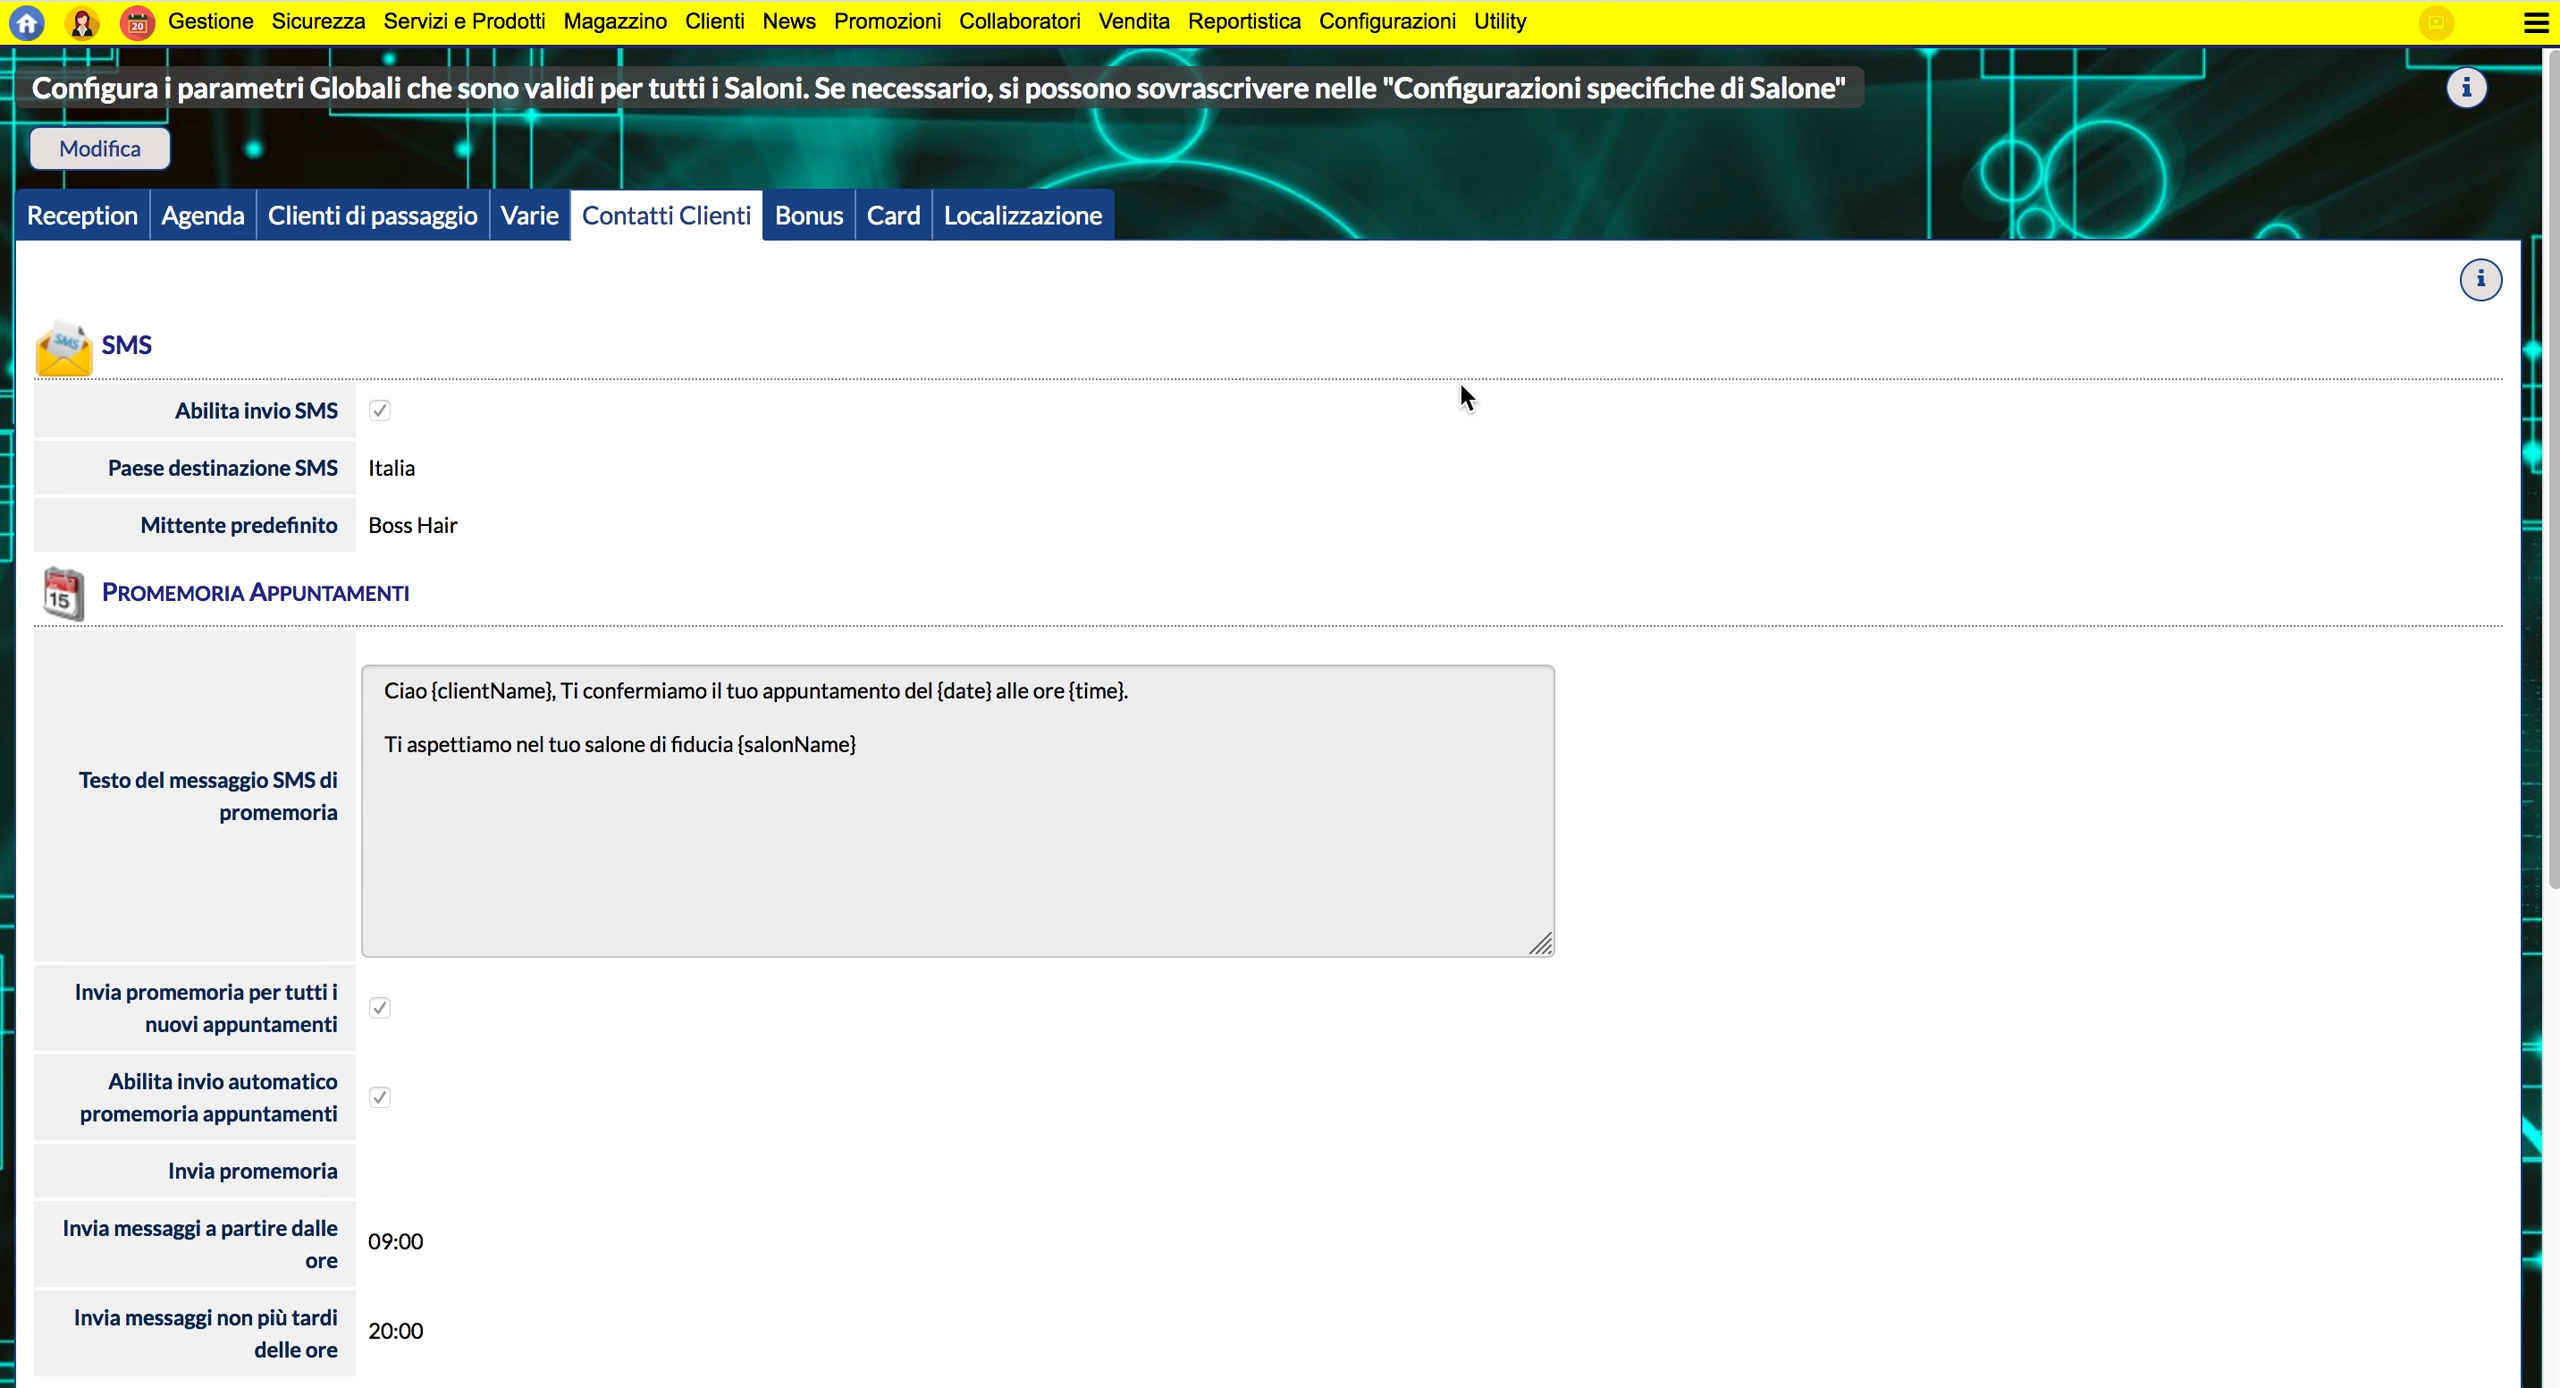 Gestione Sicurezza Servizi e Prodotti Magazzino Clienti News Promozioni Collaboratori Vendita Reportistica Configurazioni Utility
Configura i parametri Globali che sono validi per tutti i Saloni. Se necessario, si possono sovrascrivere nelle "Configurazioni specifiche di Salone"
Modifica
Reception Agenda Clienti di passaggio Varie Contatti Clienti Bonus Card Localizzazione
SMS
Abilita invio SMS
Paese destinazione SMS Italia
Mittente predefinito Boss Hair
15 PROMEMORIA APPUNTAMENTI
Ciao {clientName}, Ti confermiamo il tuo appuntamento del {date} alle ore {time}.
Ti aspettiamo nel tuo salone di fiducia {salonName}
Testo del messaggio SMS di
promemoria
Invia promemoria per tutti i
nuovi appuntamenti
Abilita invio automatico
promemoria appuntamenti
Invia promemoria
Invia messaggi a partire dalle
ore
09:00
Invia messaggi non più tardi
delle ore
20:00